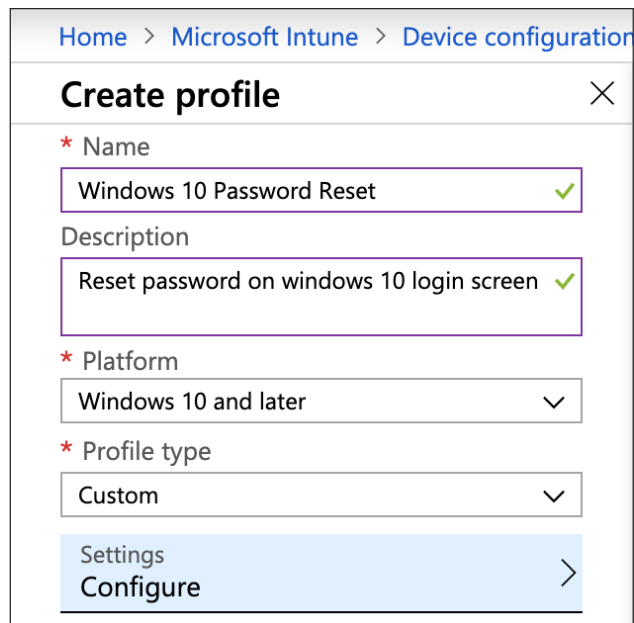 Home > Microsoft Intune > Device configuration
Create profile
* Name
Windows 10 Password Reset
Description
Reset password on windows 10 login screen
* Platform
Windows 10 and later
* Profile type
Custom
Settings
Configure